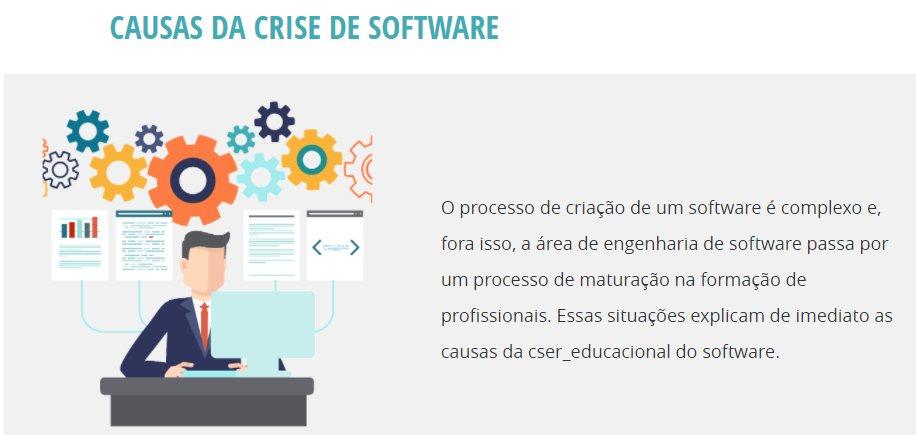 CAUSAS DA CRISE DE SOFTWARE
O processo de criação de um software é complexo e,
fora isso, a área de engenharia de software passa por
um processo de maturação na formação de
profissionais. Essas situações explicam de imediato as
causas da cser_educacional do software.